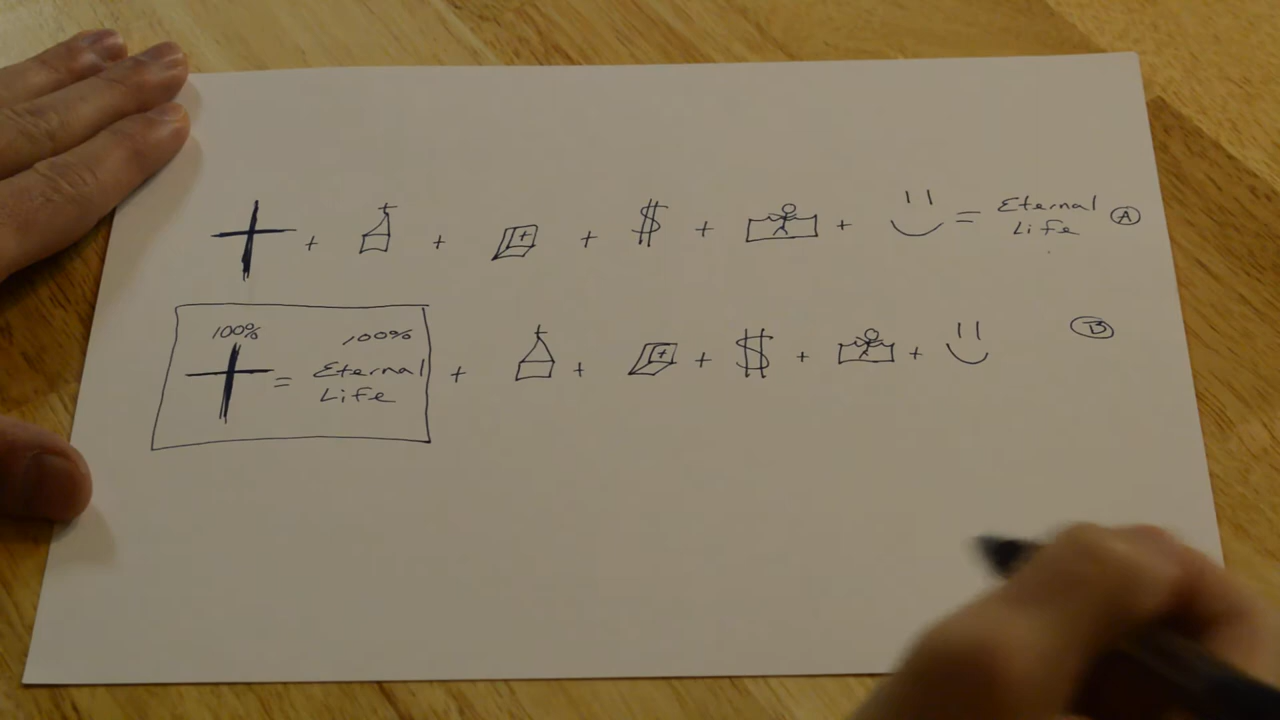 + + + $ + + = Eternal Life Ⓐ
100% 100%
= Eternal Life + + + $ + + Ⓑ